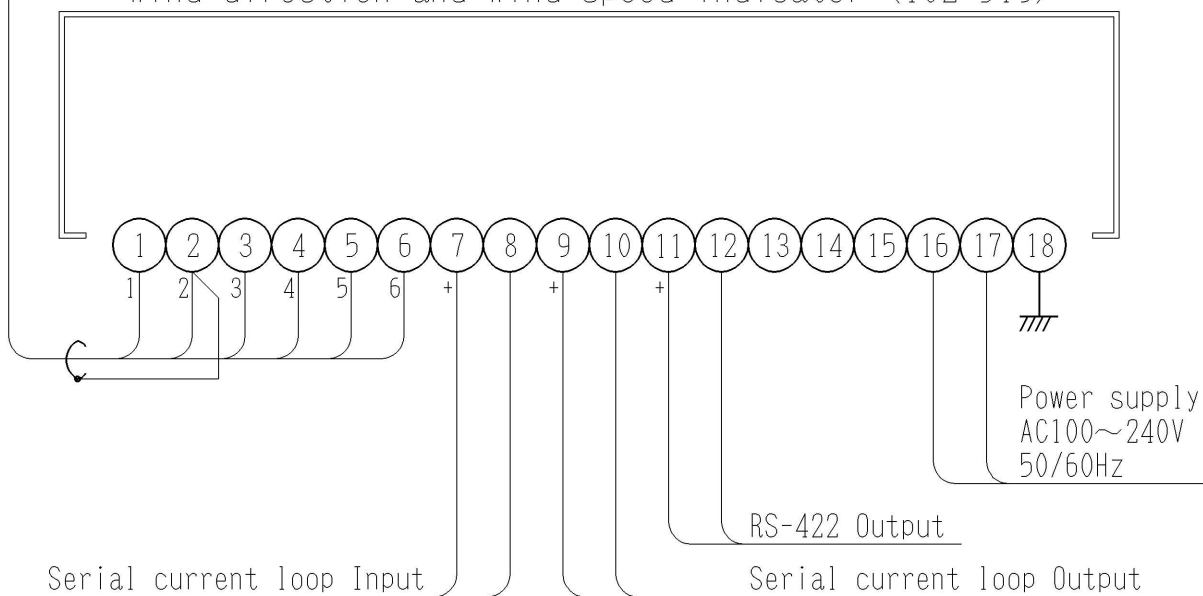 1 2 3 4 5 6 7 8 9 10 11 12 13 14 15 16 17 18
1 2 3 4 5 6 + + +
Power supply
AC100～240V
50/60Hz
RS-422 Output
Serial current loop Input
Serial current loop Output